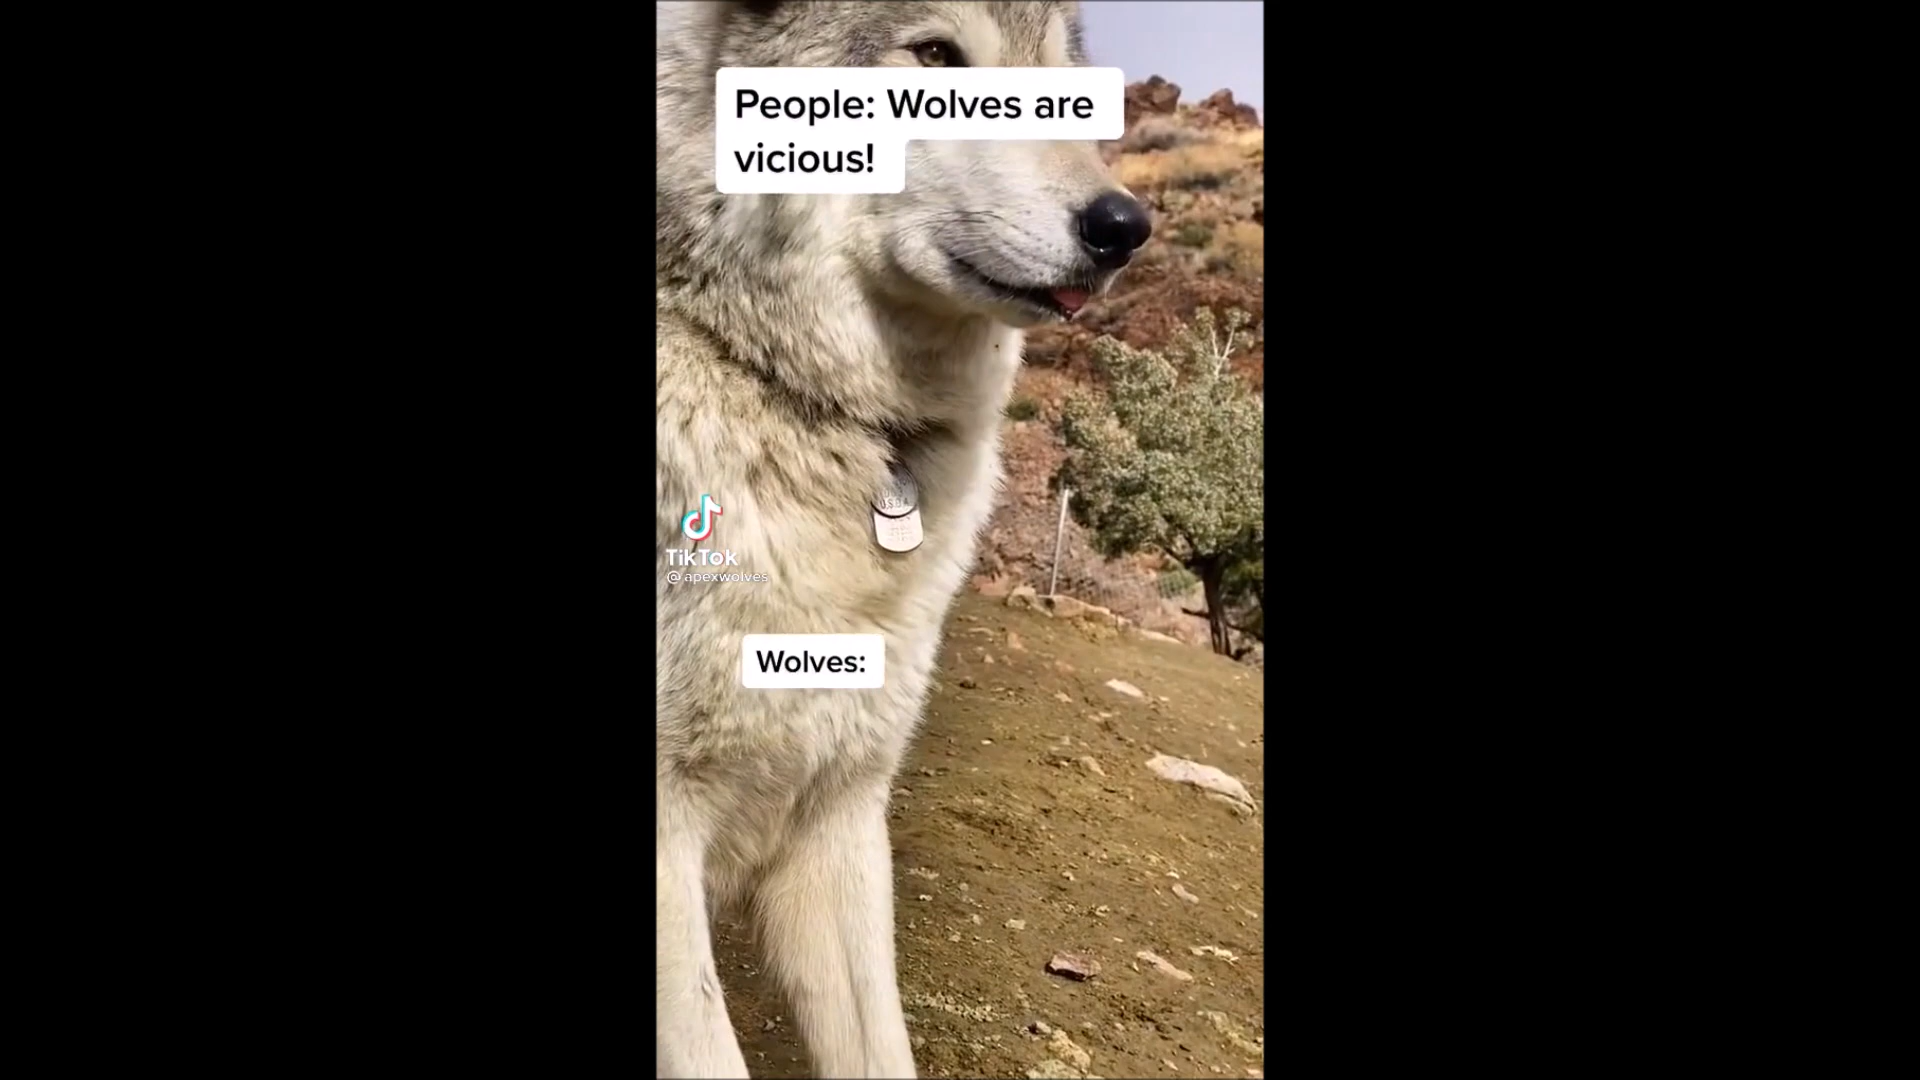 People: Wolves are
vicious!
U.S.D.A.
TikTok
@apexwolves
Wolves: